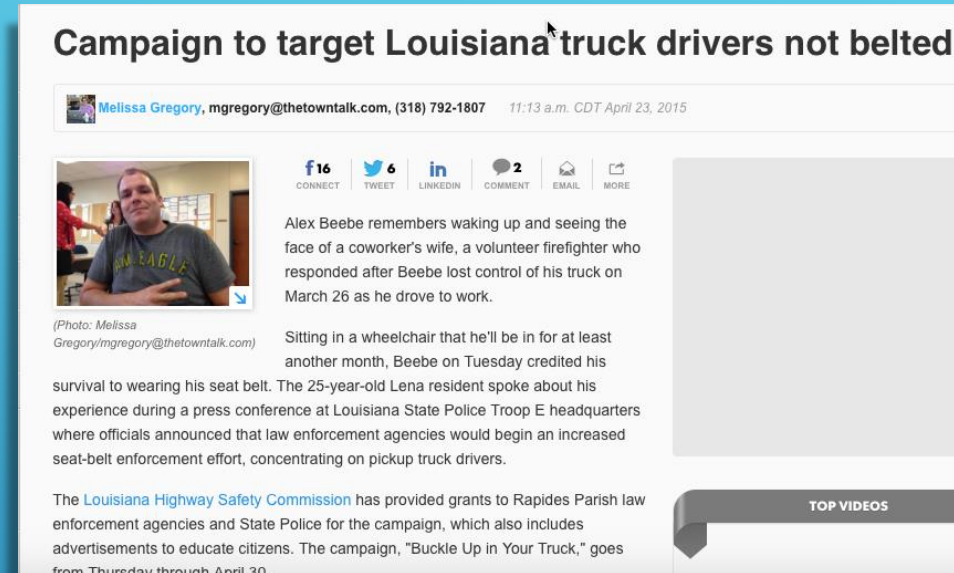 Campaign to target Louisiana truck drivers not belted
Melissa Gregory, mgregory@thetowntalk.com, (318) 792-1807 11:13 a.m. CDT April 23, 2015
16 6 in 2
CONNECT TWEET LINKEDIN COMMENT EMAIL MORE
AM. EAGLE
(Photo: Melissa
Gregory/mgregory@thetowntalk.com)
Alex Beebe remembers waking up and seeing the
face of a coworker's wife, a volunteer firefighter who
responded after Beebe lost control of his truck on
March 26 as he drove to work.
Sitting in a wheelchair that he'll be in for at least
another month, Beebe on Tuesday credited his
survival to wearing his seat belt. The 25-year-old Lena resident spoke about his
experience during a press conference at Louisiana State Police Troop E headquarters
where officials announced that law enforcement agencies would begin an increased
seat-belt enforcement effort, concentrating on pickup truck drivers.
The Louisiana Highway Safety Commission has provided grants to Rapides Parish law
enforcement agencies and State Police for the campaign, which also includes
advertisements to educate citizens. The campaign, "Buckle Up in Your Truck," goes
from Thursday through April 30.
TOP VIDEOS